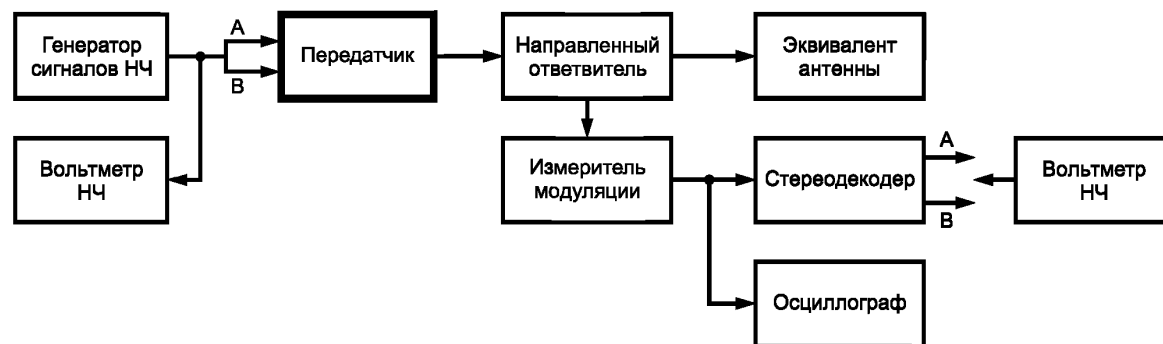 Генератор
сигналов НЧ
А
В
Передатчик
Направленный
ответвитель
Эквивалент
антенны
Вольтметр
НЧ
Измеритель
модуляции
Стереодекодер
А
В
Вольтметр
НЧ
Осциллограф